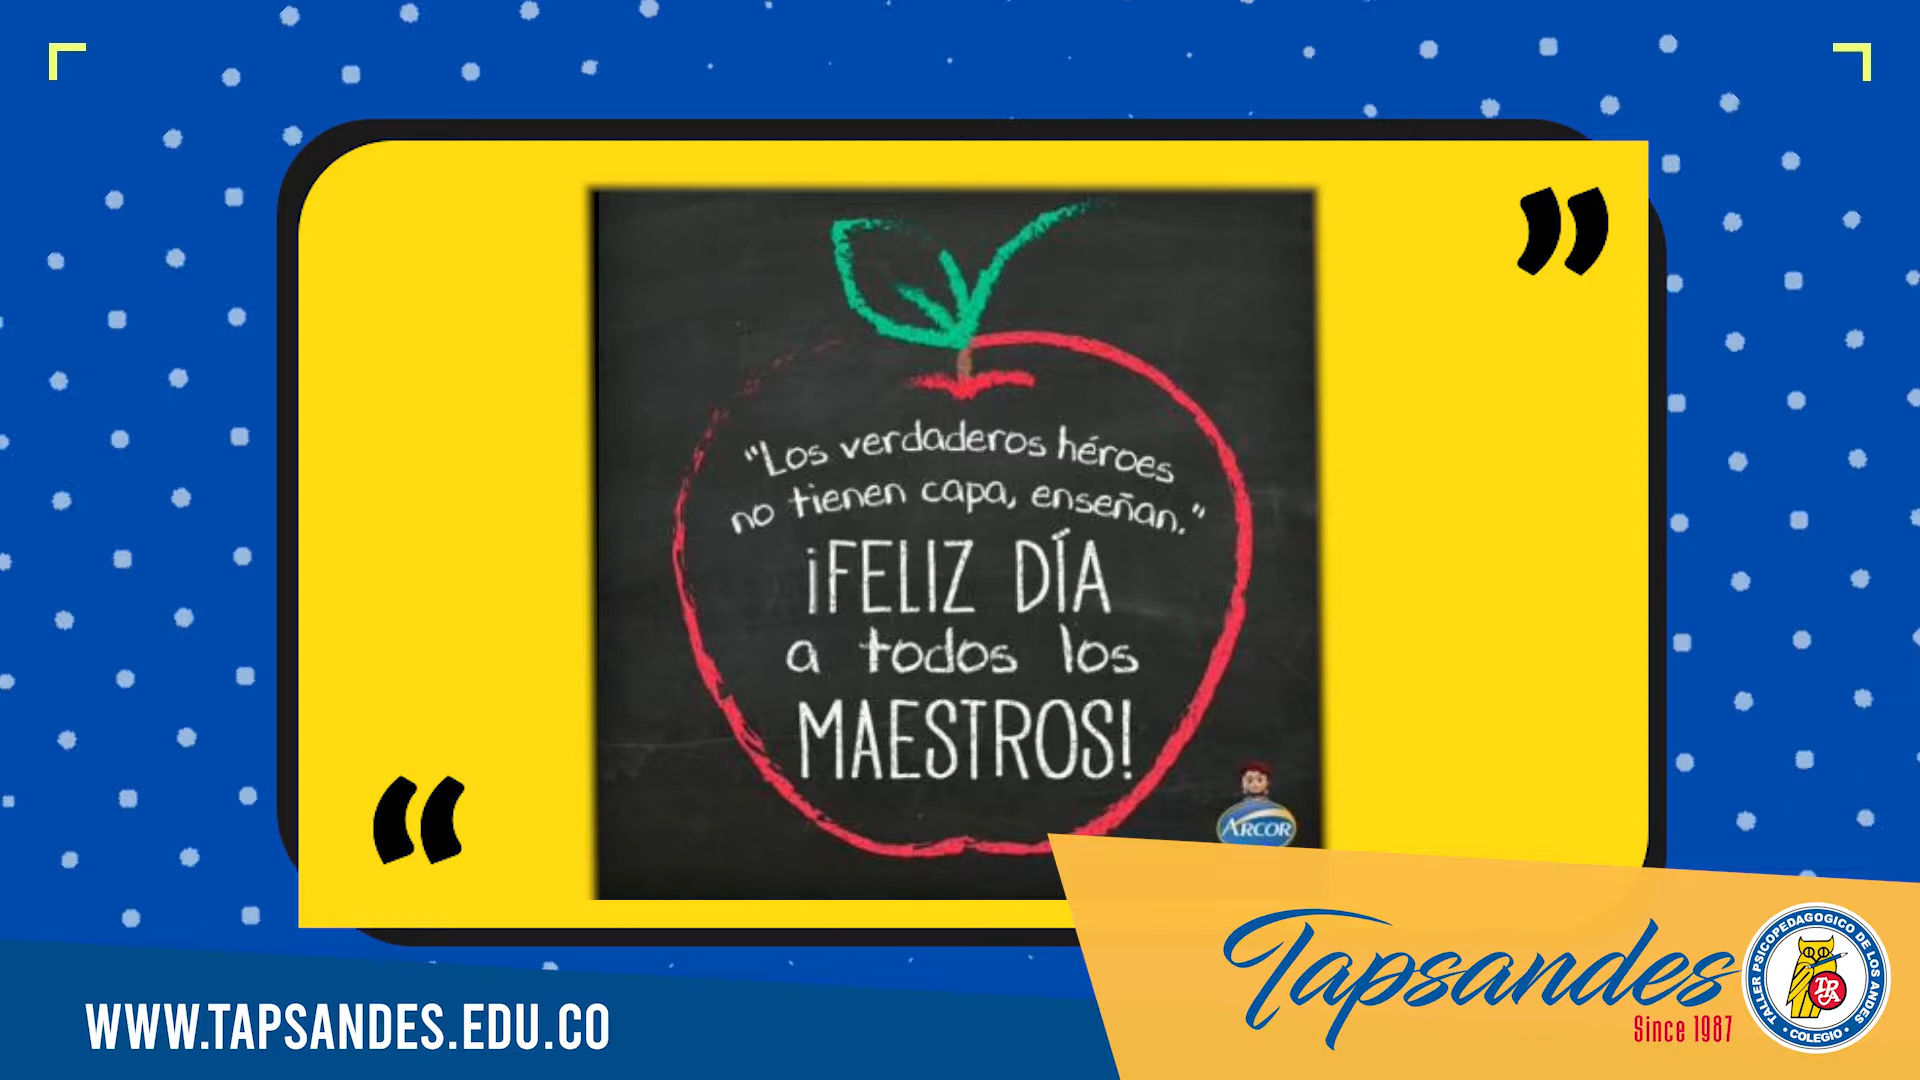 “Los verdaderos héroes
no tienen capa, enseñan.”
¡FELIZ DÍA
a todos los
MAESTROS!
ARCOR
WWW.TAPSANDES.EDU.CO
Tapsandes
Since 1987
TALLER PSICOPEDAGOGICO DE LOS ANDES
• COLEGIO •
TPCA